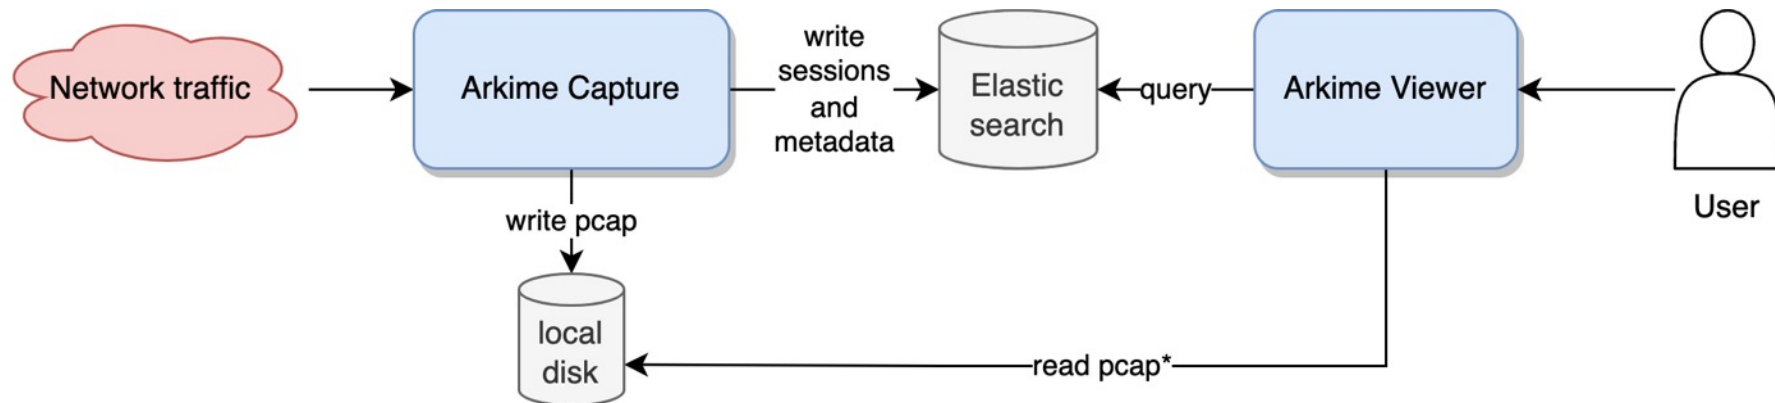 Network traffic
Arkime Capture
write
sessions
and
metadata
Elastic
search
query
Arkime Viewer
User
write pcap
local
disk
read pcap*